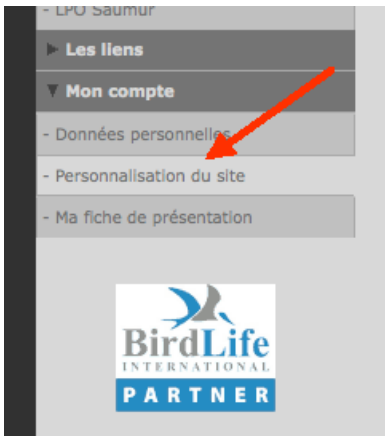 - LPO Saumur
Les liens
Mon compte
- Données personnelles
- Personnalisation du site
- Ma fiche de présentation
BirdLife
INTERNATIONAL
PARTNER